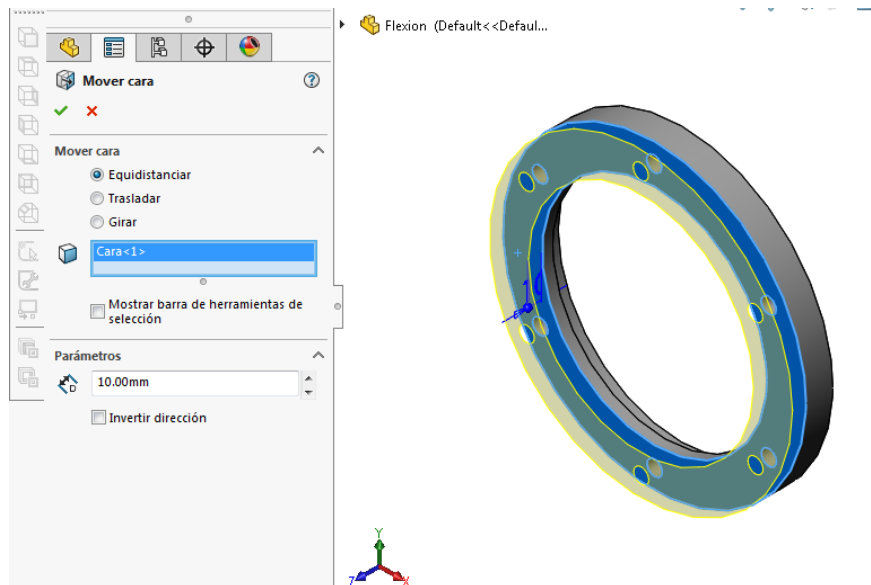 Flexion (Default<<Defaul...
Mover cara
Mover cara
Equidistanciar
Trasladar
Girar
Cara<1>
Mostrar barra de herramientas de
selección
Parámetros
D
10.00mm
Invertir dirección
Y
Z
X